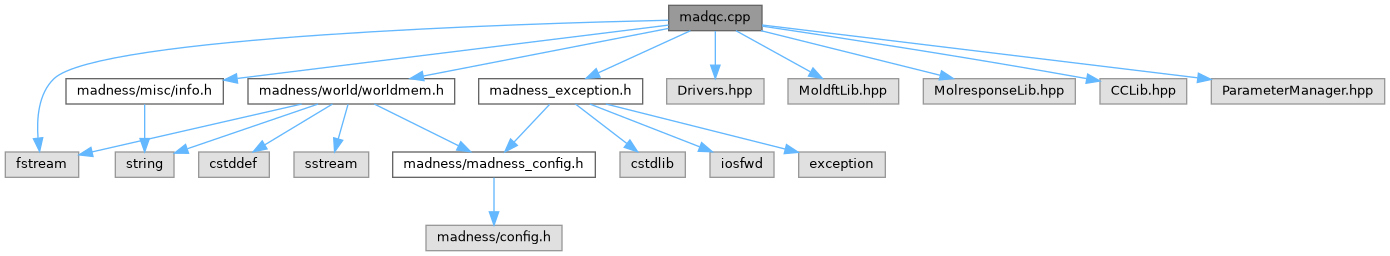 madqc.cpp
madness/misc/info.h
madness/world/worldmem.h
madness_exception.h
Drivers.hpp
MoldftLib.hpp
MolresponseLib.hpp
CCLib.hpp
ParameterManager.hpp
fstream
string
cstddef
sstream
madness/madness_config.h
cstdlib
iosfwd
exception
madness/config.h